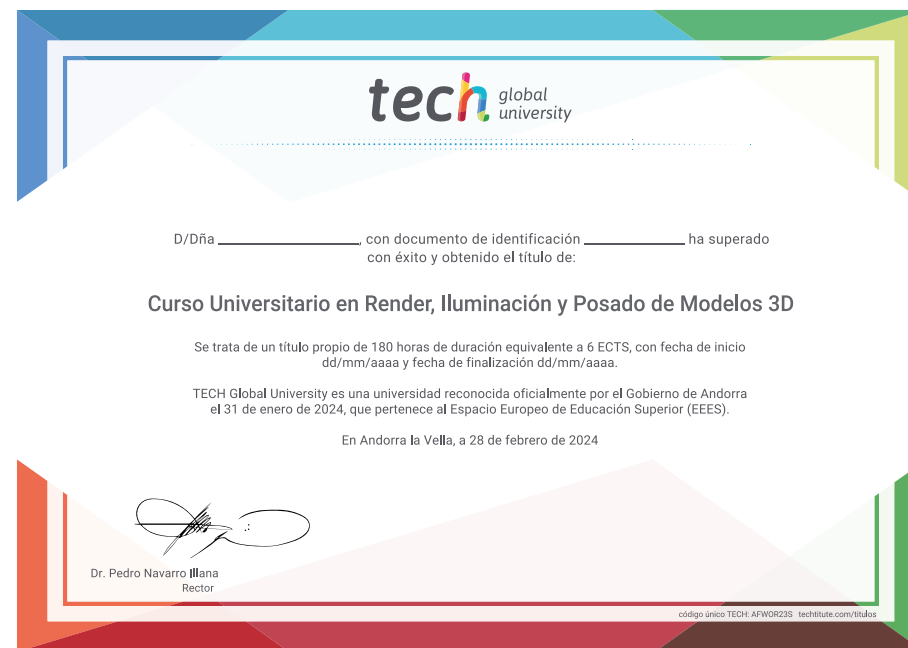 tech global university
D/Dña ____________________, con documento de identificación ______________ ha superado
con éxito y obtenido el título de:
Curso Universitario en Render, Iluminación y Posado de Modelos 3D
Se trata de un título propio de 180 horas de duración equivalente a 6 ECTS, con fecha de inicio
dd/mm/aaaa y fecha de finalización dd/mm/aaaa.
TECH Global University es una universidad reconocida oficialmente por el Gobierno de Andorra
el 31 de enero de 2024, que pertenece al Espacio Europeo de Educación Superior (EEES).
En Andorra la Vella, a 28 de febrero de 2024
Dr. Pedro Navarro Illana
Rector
código único TECH: AFWOR23S techtitute.com/titulos